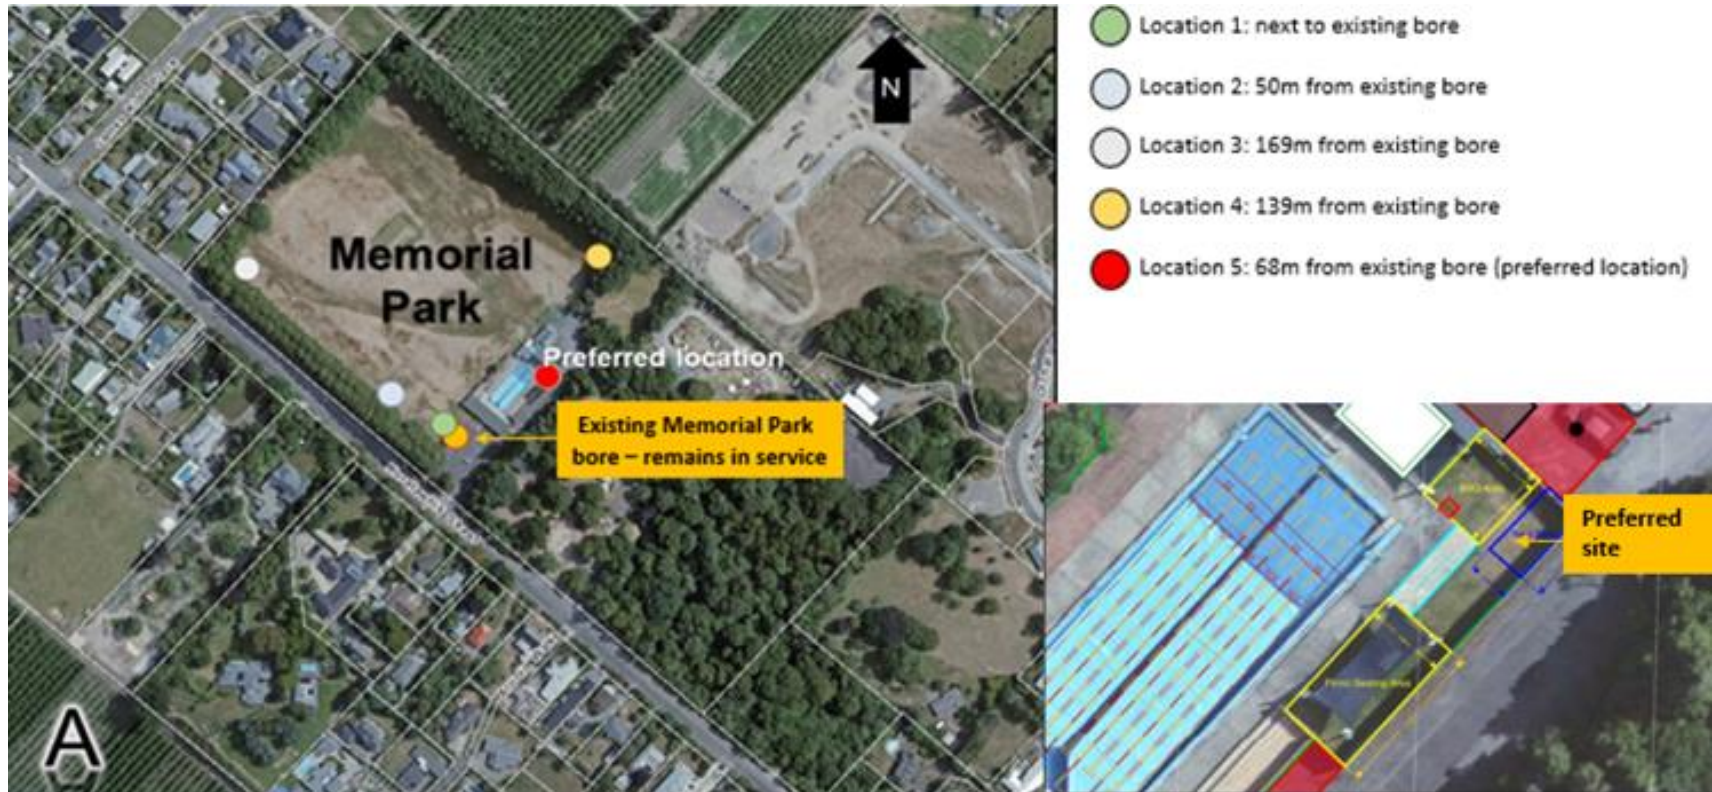 Location 1: next to existing bore
Location 2: 50m from existing bore
Location 3: 169m from existing bore
Location 4: 139m from existing bore
Location 5: 68m from existing bore (preferred location)
N
Memorial
Park
Preferred location
Existing Memorial Park
bore – remains in service
Preferred
site
A